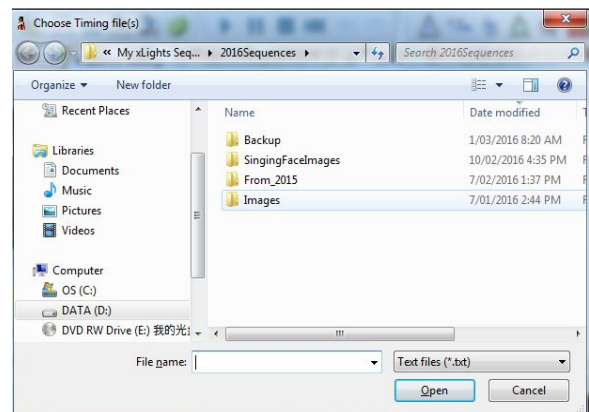 Choose Timing file(s)
« My xLights Seq... ▸ 2016Sequences ▸
Search 2016Sequences
Organize ▾ New folder
Recent Places
Libraries
Documents
Music
Pictures
Videos
Computer
OS (C:)
DATA (D:)
DVD RW Drive (E:) 我的光
Name Date modified
Backup 1/03/2016 8:20 AM
SingingFaceImages 10/02/2016 4:35 PM
From_2015 7/02/2016 1:37 PM
Images 7/01/2016 2:44 PM
File name:
Text files (*.txt)
Open Cancel